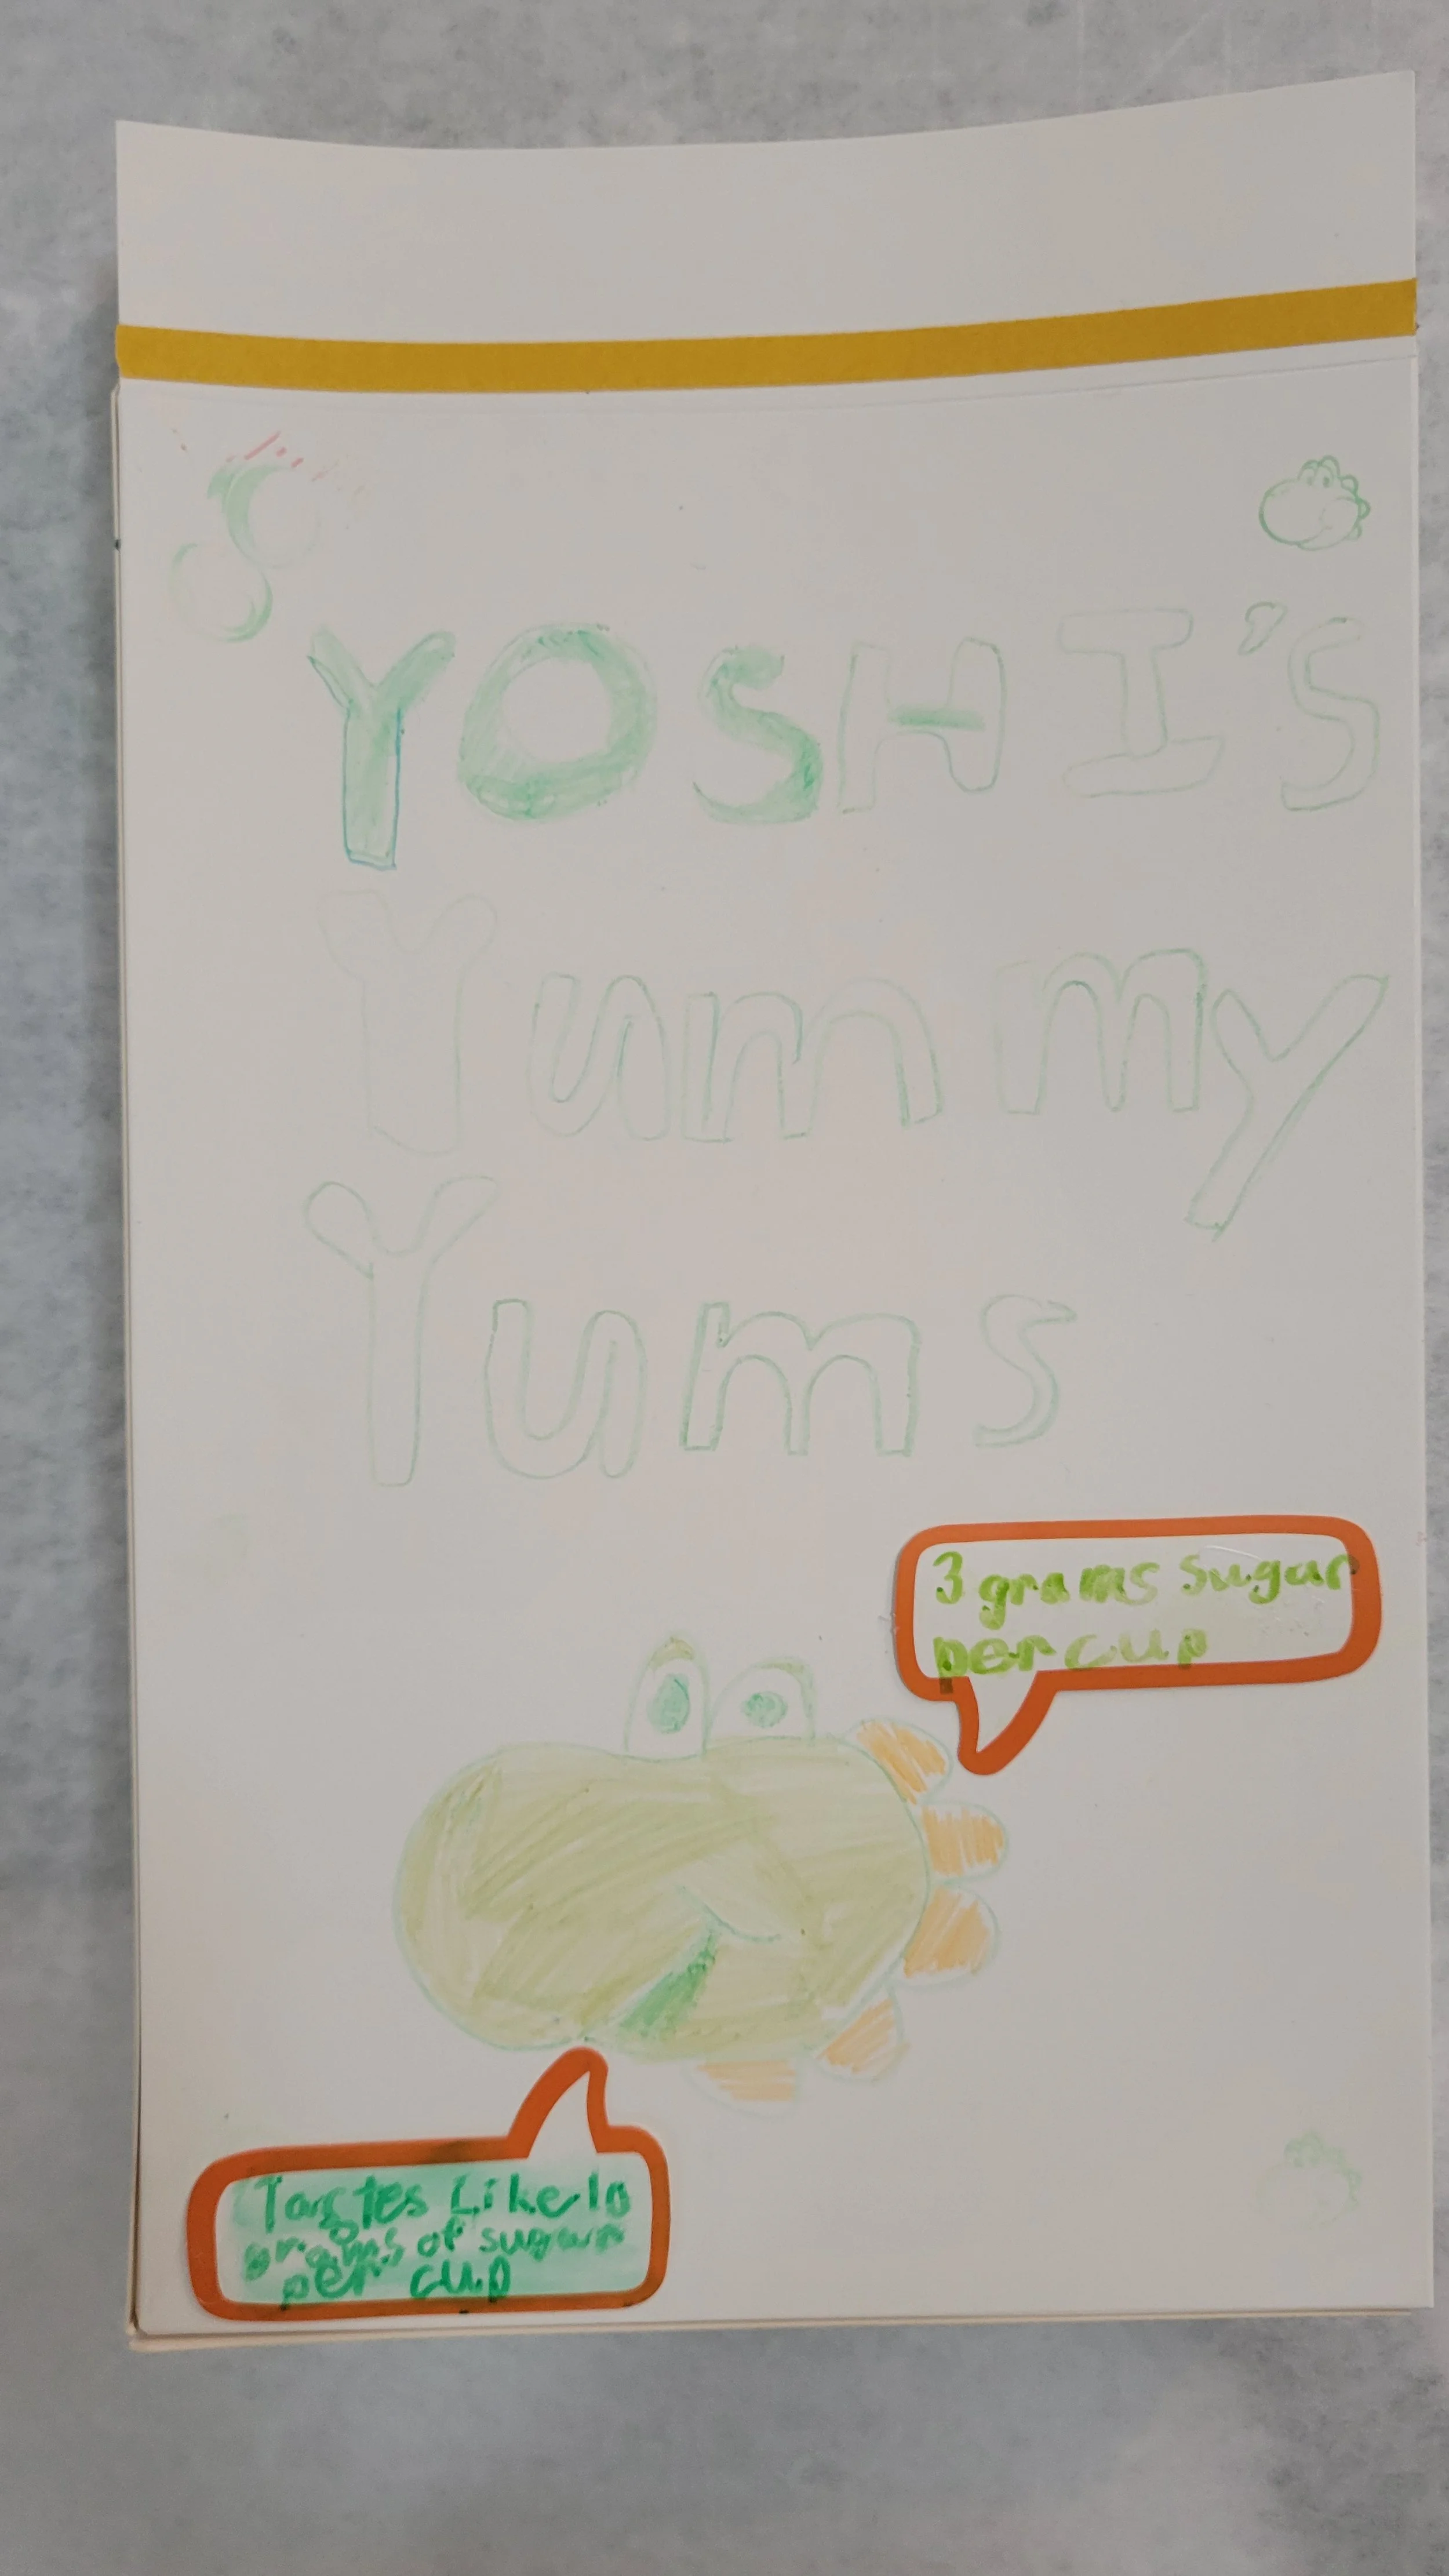 YOSHI's
Yummy
Yums
3 grams sugar
per cup
Tastes Like 10
grams of sugar
per cup